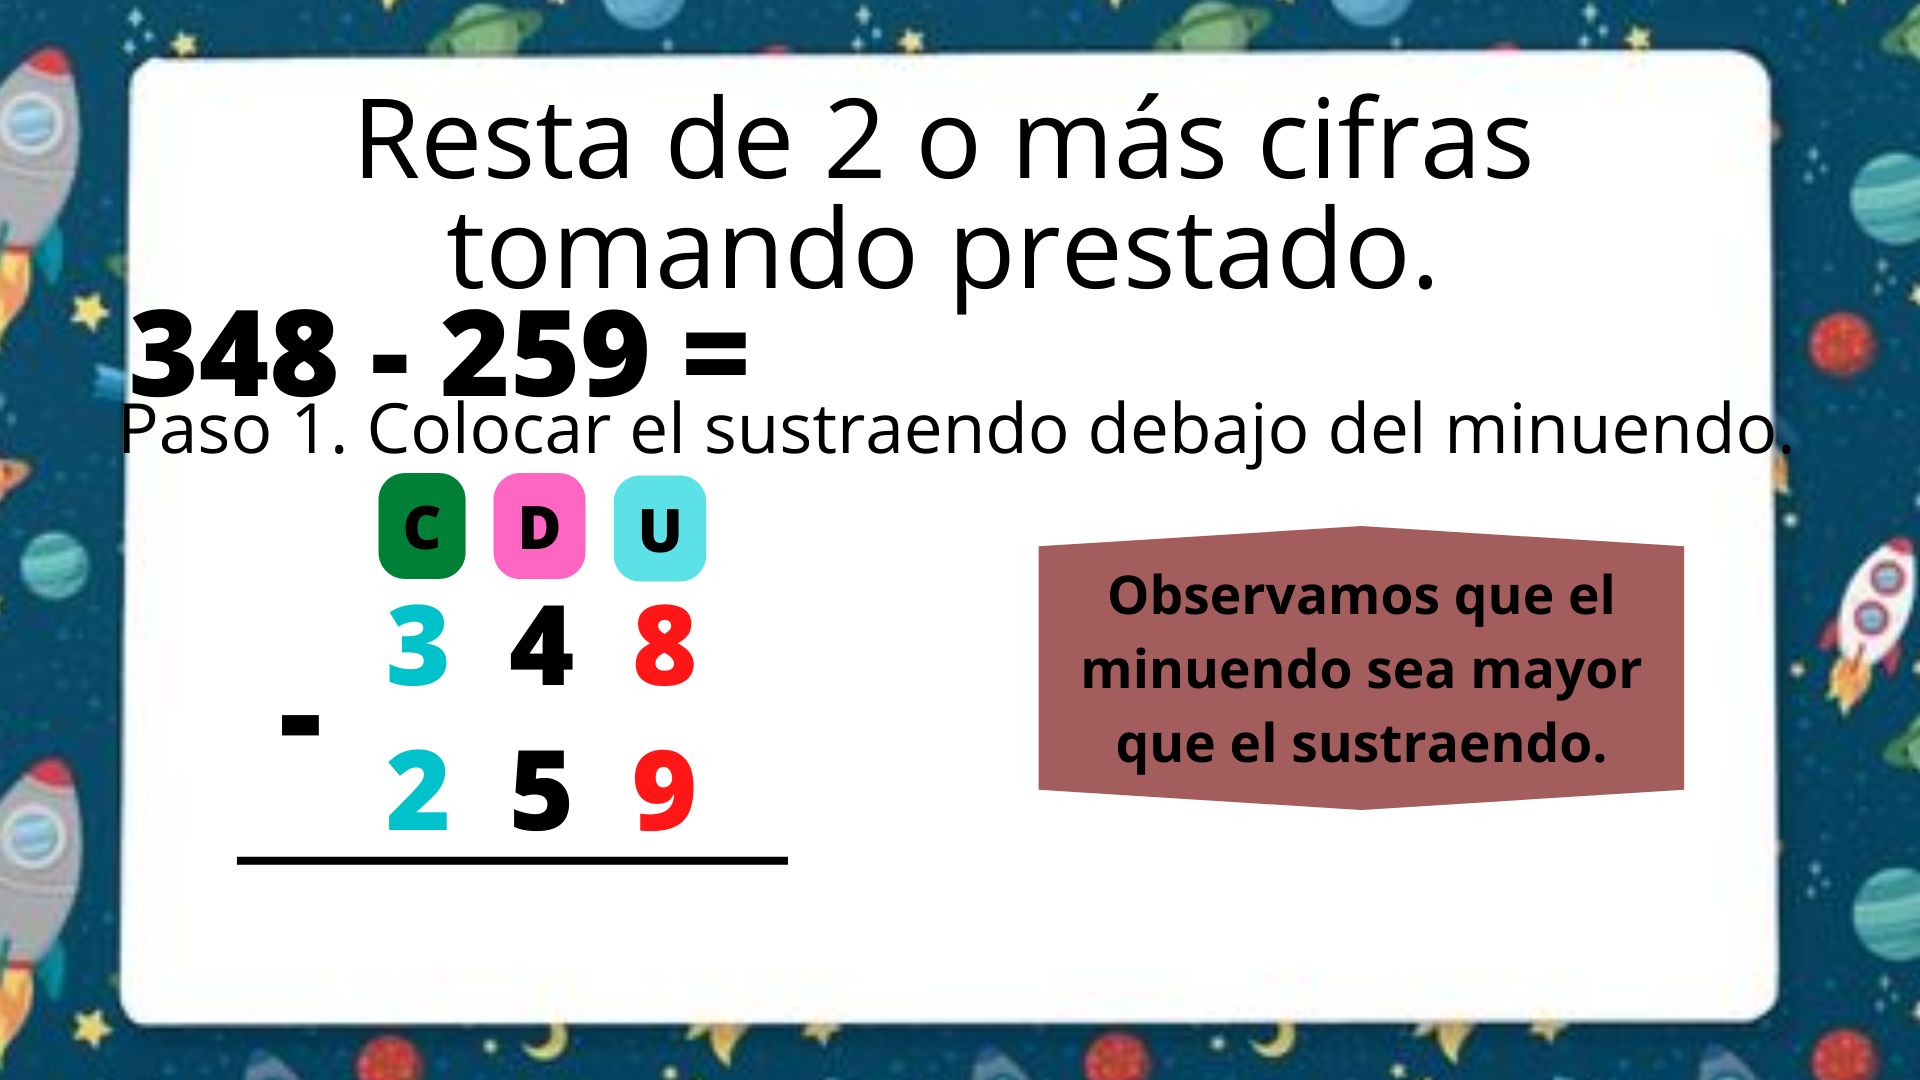 Resta de 2 o más cifras
tomando prestado.
348 - 259 =
Paso 1. Colocar el sustraendo debajo del minuendo.
C D U
3 4 8
-
2 5 9
Observamos que el
minuendo sea mayor
que el sustraendo.